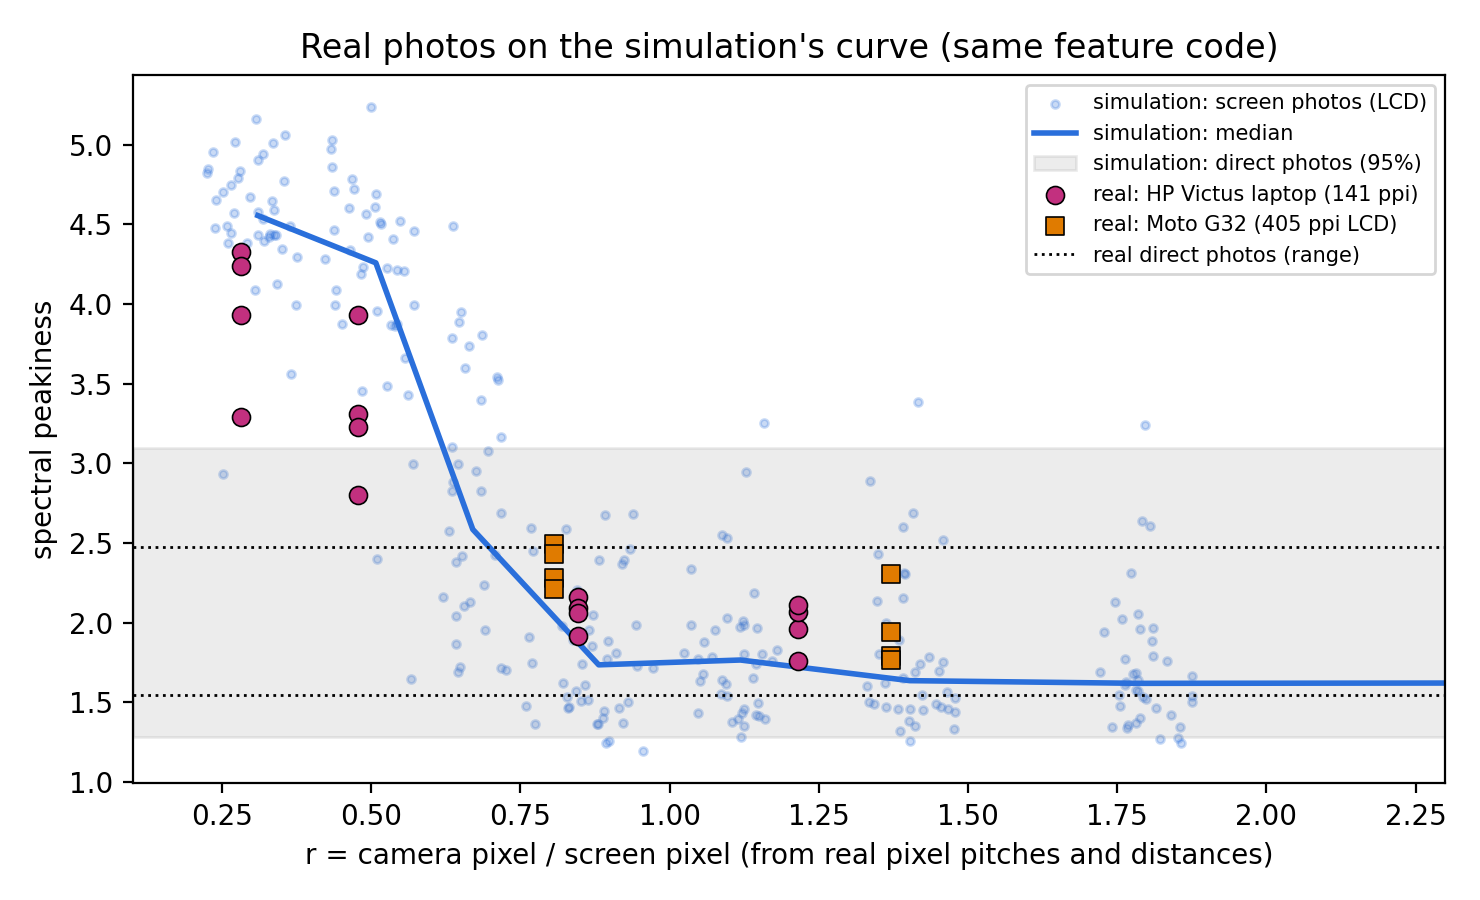 Real photos on the simulation's curve (same feature code)
simulation: screen photos (LCD)
simulation: median
simulation: direct photos (95%)
real: HP Victus laptop (141 ppi)
real: Moto G32 (405 ppi LCD)
real direct photos (range)
spectral peakiness
5.0
4.5
4.0
3.5
3.0
2.5
2.0
1.5
1.0
0.25 0.50 0.75 1.00 1.25 1.50 1.75 2.00 2.25
r = camera pixel / screen pixel (from real pixel pitches and distances)